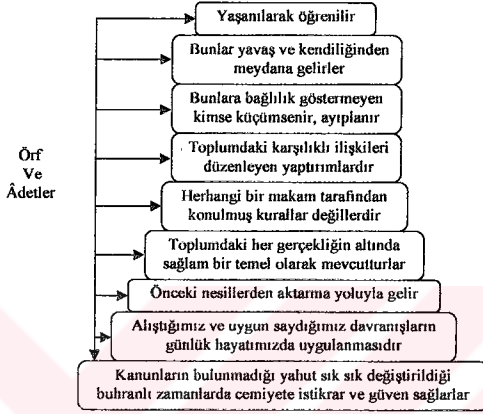 Yaşanılarak öğrenilir
Bunlar yavaş ve kendiliğinden
meydana gelirler
Bunlara bağlılık göstermeyen
kimse küçümsenir, ayıplanır
Toplumdaki karşılıklı ilişkileri
düzenleyen yaptırımlardır
Örf
Ve
Âdetler
Herhangi bir makam tarafından
konulmuş kurallar değillerdir
Toplumdaki her gerçekliğin altında
sağlam bir temel olarak mevcutturlar
Önceki nesillerden aktarma yoluyla gelir
Alıştığımız ve uygun saydığımız davranışların
günlük hayatımızda uygulanmasıdır
Kanunların bulunmadığı yahut sık sık değiştirildiği
buhranlı zamanlarda cemiyete istikrar ve güven sağlarlar